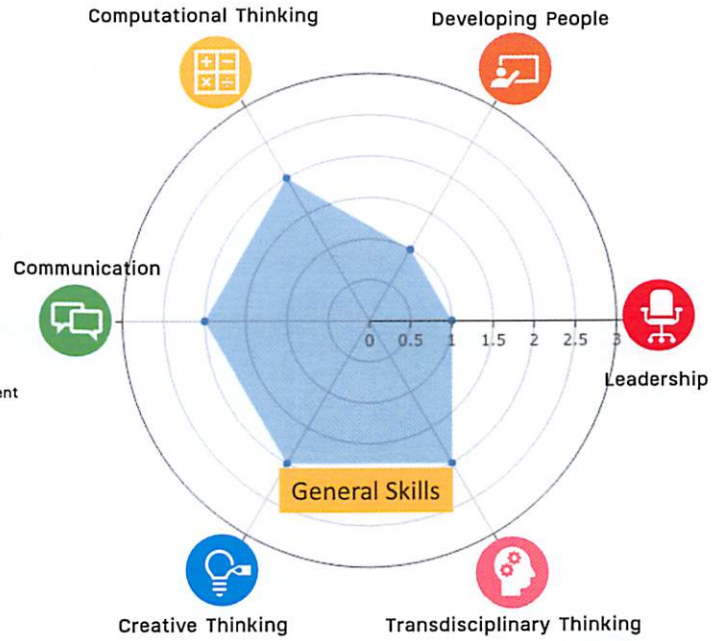 Computational Thinking
Developing People
Communication
0 0.5 1 1.5 2 2.5 3
Leadership
ent
General Skills
Creative Thinking
Transdisciplinary Thinking